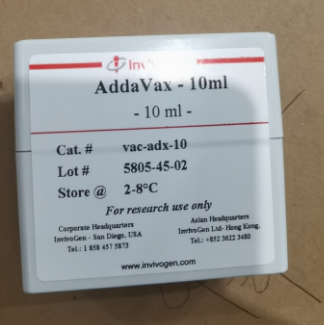 InvivoGen
AddaVax - 10ml
- 10 ml -
Cat. # vac-adx-10
Lot # 5805-45-02
Store @ 2-8°C
For research use only
Corporate Headquarters
InvivoGen - San Diego, USA
Tel.: 1 858 457 5873
Asian Headquarters
InvivoGen Ltd- Hong Kong,
Tel.: +852 3622 3480
www.invivogen.com